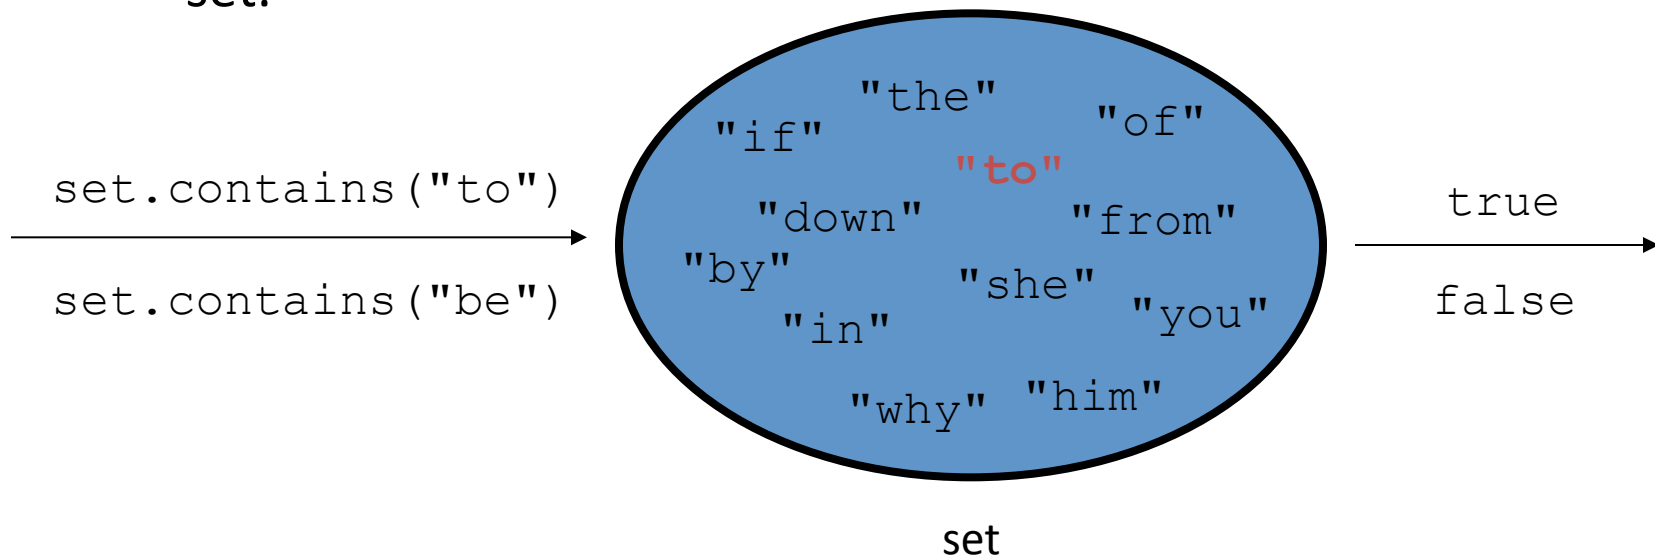 set.
"the"
"of"
"if"
"to"
set.contains("to")
true
"down"
"from"
"by"
"she"
set.contains("be")
false
"you"
"in"
"why"
"him"
set